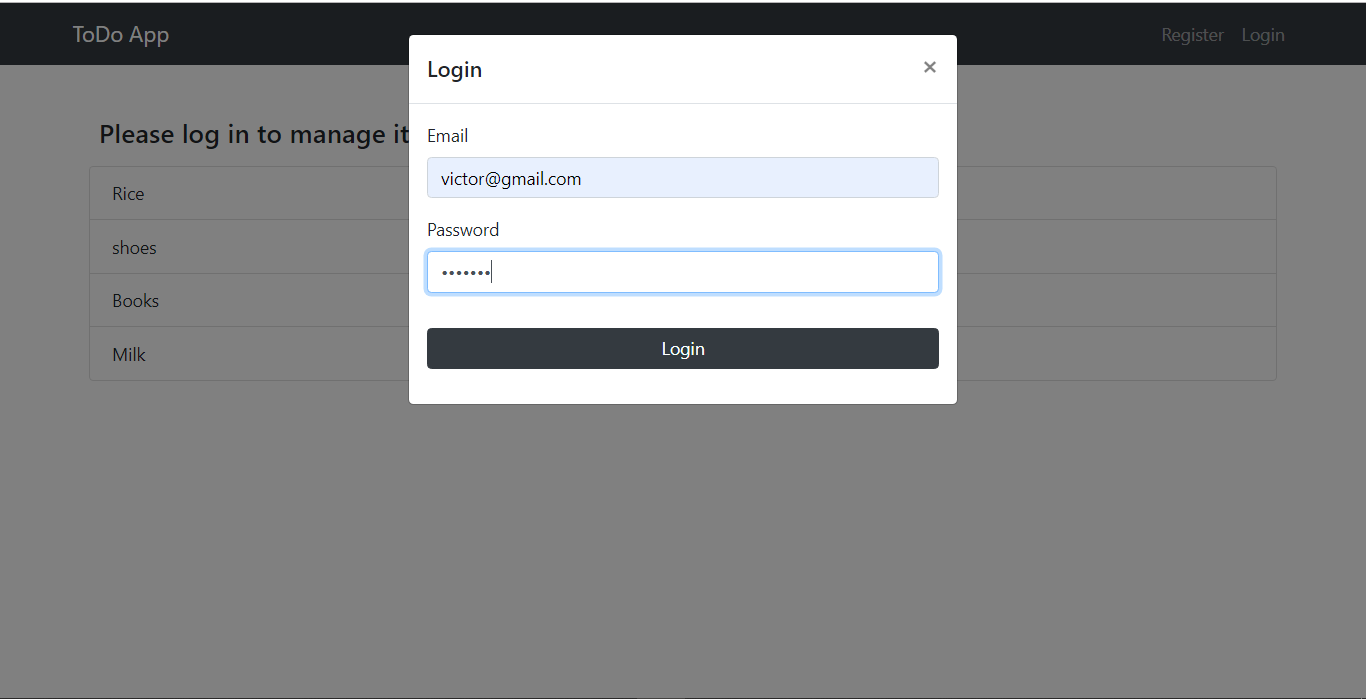 ToDo App
Register Login
Login ×
Please log in to manage it
Email
victor@gmail.com
Password
•••••••
Login
Rice
shoes
Books
Milk